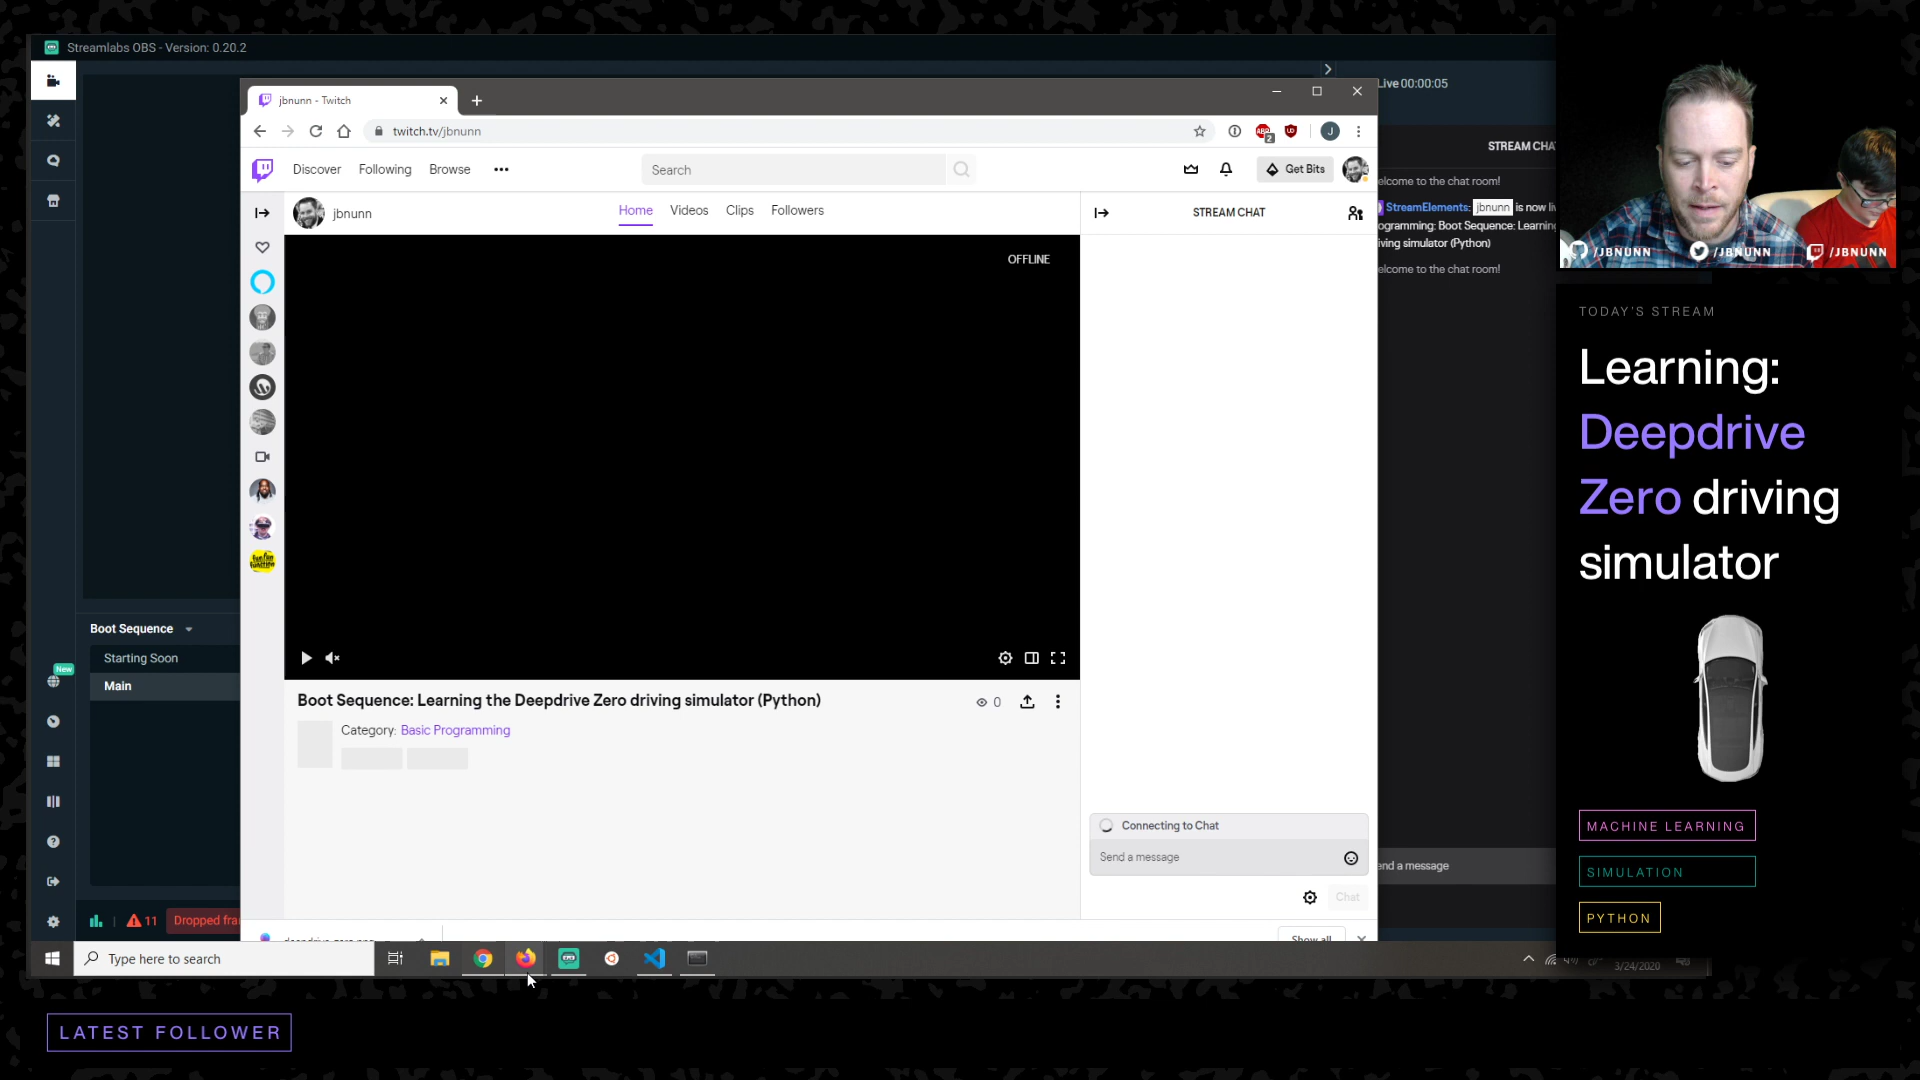 Streamlabs OBS - Version: 0.20.2
jbnunn - Twitch
twitch.tv/jbnunn
Discover
Following
Browse
Search
Get Bits
jbnunn
Home
Videos
Clips
Followers
STREAM CHAT
OFFLINE
Boot Sequence: Learning the Deepdrive Zero driving simulator (Python)
0
Category: Basic Programming
Connecting to Chat
Send a message
Chat
Show all
Live 00:00:05
STREAM CHA
elcome to the chat room!
StreamElements: jbnunn is now liv
ogramming: Boot Sequence: Learning
iving simulator (Python)
elcome to the chat room!
end a message
New
Boot Sequence
Starting Soon
Main
11
Dropped fra
Type here to search
3/24/2020
/JBNUNN
/JBNUNN
/JBNUNN
TODAY'S STREAM
Learning:
Deepdrive
Zero driving
simulator
MACHINE LEARNING
SIMULATION
PYTHON
LATEST FOLLOWER